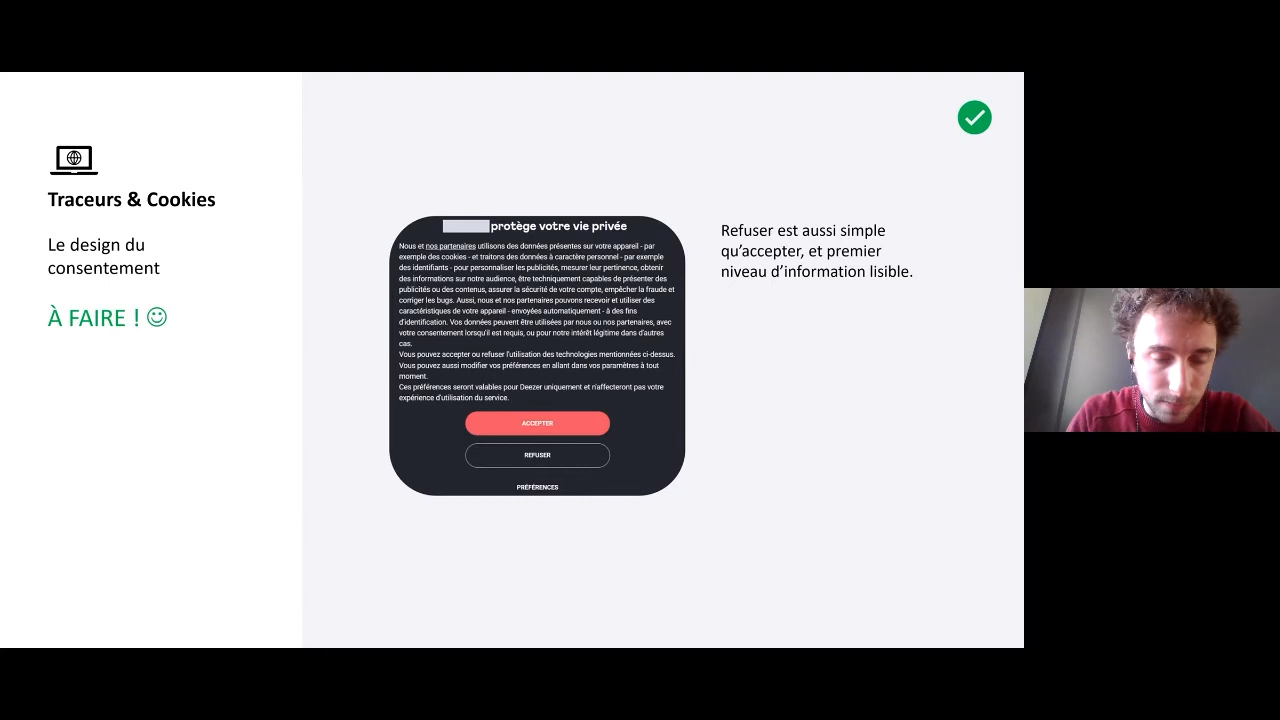 Traceurs & Cookies
Le design du
consentement
À FAIRE !
protège votre vie privée
Nous et nos partenaires utilisons des données présentes sur votre appareil - par
exemple des cookies - et traitons des données à caractère personnel - par exemple
des identifiants - pour personnaliser les publicités, mesurer leur pertinence, obtenir
des informations sur notre audience, être techniquement capables de présenter des
publicités ou des contenus, assurer la sécurité de votre compte, empêcher la fraude et
corriger les bugs. Aussi, nous et nos partenaires pouvons recevoir et utiliser des
caractéristiques de votre appareil - envoyées automatiquement - à des fins
d'identification. Vos données peuvent être utilisées par nous ou nos partenaires, avec
votre consentement lorsqu'il est requis, ou pour notre intérêt légitime dans d'autres
cas.
Vous pouvez accepter ou refuser l'utilisation des technologies mentionnées ci-dessus.
Vous pouvez aussi modifier vos préférences en allant dans vos paramètres à tout
moment.
Ces préférences seront valables pour Deezer uniquement et n'affecteront pas votre
expérience d'utilisation du service.
ACCEPTER
REFUSER
PRÉFÉRENCES
Refuser est aussi simple
qu'accepter, et premier
niveau d'information lisible.